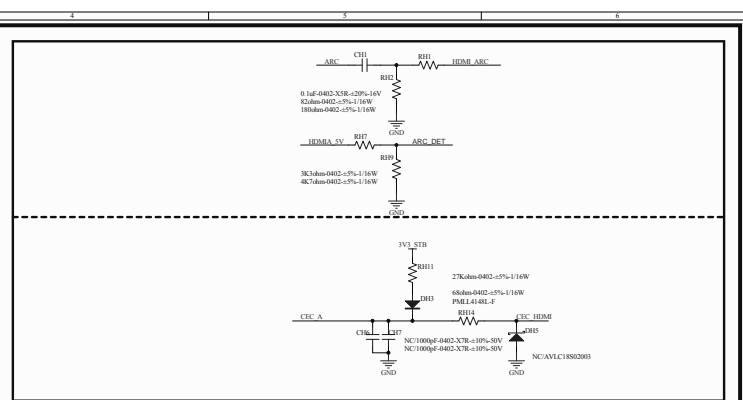 4 5 6
CH1 RH1
ARC HDMI_ARC
RH2
0.1uF-0402-X5R-±20%-16V
82ohm-0402-±5%-1/16W
180ohm-0402-±5%-1/16W
GND
RH7
HDMIA_5V ARC_DET
RH9
3K3ohm-0402-±5%-1/16W
4K7ohm-0402-±5%-1/16W
GND
3V3_STB
RH11
27Kohm-0402-±5%-1/16W
68ohm-0402-±5%-1/16W
DH3
PMLL4148L-F
RH14
CEC_A CEC_HDMI
CH6 CH7 DH5
NC/1000pF-0402-X7R-±10%-50V
NC/1000pF-0402-X7R-±10%-50V
NC/AVLC18S02003
GND GND